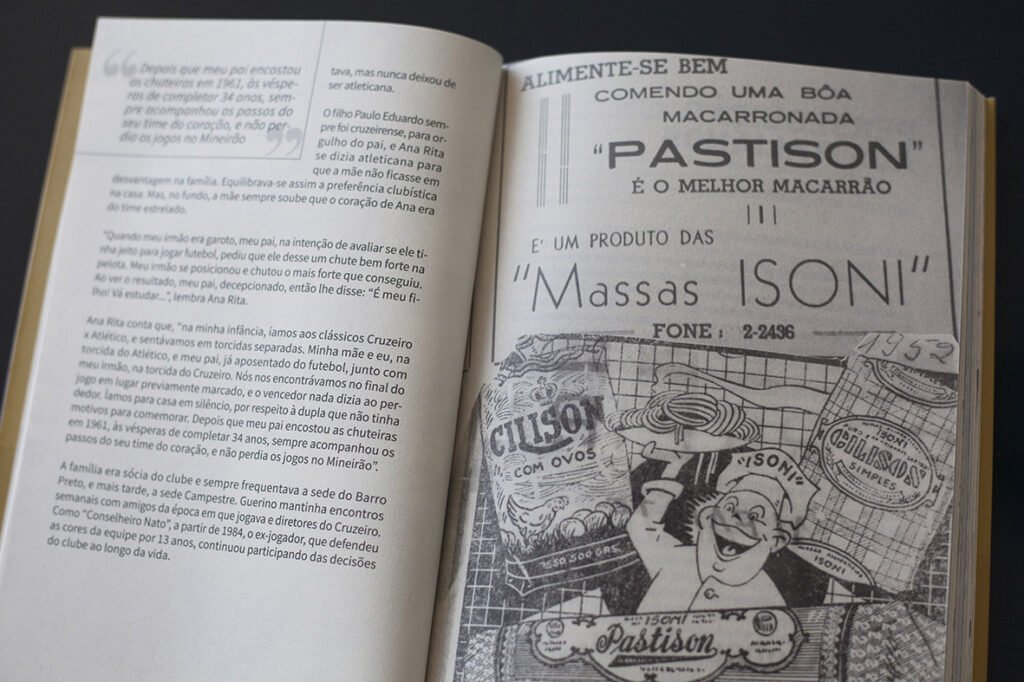 Depois que meu pai encostou
as chuteiras em 1961, às véspe-
ras de completar 34 anos, sem-
pre acompanhou os passos do
seu time do coração, e não per-
dia os jogos no Mineirão
tava, mas nunca deixou de
ser atleticana.
O filho Paulo Eduardo sem-
pre foi cruzeirense, para or-
gulho do pai, e Ana Rita
se dizia atleticana para
que a mãe não ficasse em
desvantagem na família. Equilibrava-se assim a preferência clubística
na casa. Mas, no fundo, a mãe sempre soube que o coração de Ana era
do time estrelado.
"Quando meu irmão era garoto, meu pai, na intenção de avaliar se ele ti-
nha jeito para jogar futebol, pediu que ele desse um chute bem forte na
pelota. Meu irmão se posicionou e chutou o mais forte que conseguiu.
Ao ver o resultado, meu pai, decepcionado, então lhe disse: "É meu fi-
lho! Vá estudar...", lembra Ana Rita.
Ana Rita conta que, "na minha infância, íamos aos clássicos Cruzeiro
x Atlético, e sentávamos em torcidas separadas. Minha mãe e eu, na
torcida do Atlético, e meu pai, já aposentado do futebol, junto com
meu irmão, na torcida do Cruzeiro. Nós nos encontrávamos no final do
jogo em lugar previamente marcado, e o vencedor nada dizia ao per-
dedor. Íamos para casa em silêncio, por respeito à dupla que não tinha
motivos para comemorar. Depois que meu pai encostou as chuteiras
em 1961, às vésperas de completar 34 anos, sempre acompanhou os
passos do seu time do coração, e não perdia os jogos no Mineirão".
A família era sócia do clube e sempre frequentava a sede do Barro
Preto, e mais tarde, a sede Campestre. Guerino mantinha encontros
semanais com amigos da época em que jogava e diretores do Cruzeiro.
Como "Conselheiro Nato", a partir de 1984, o ex-jogador, que defendeu
as cores da equipe por 13 anos, continuou participando das decisões
do clube ao longo da vida.
ALIMENTE-SE BEM
COMENDO UMA BÔA
MACARRONADA
"PASTISON"
É O MELHOR MACARRÃO
E' UM PRODUTO DAS
"Massas ISONI"
FONE: 2-2436
1952
CILISON
COM OVOS
PESO 500 GRS.
"ISONI"
ISONI
CILISON
SIMPLES
ISONI
ISONI
Pastison